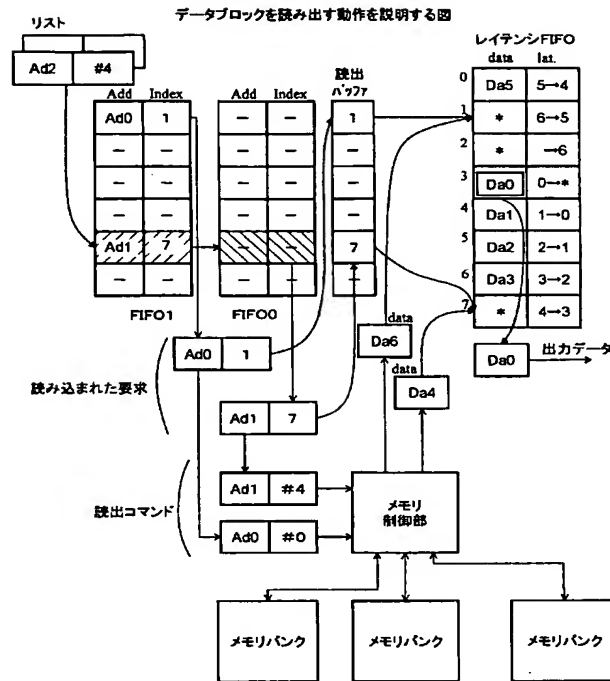 データブロックを読み出す動作を説明する図
リスト
Ad2 #4
Add Index
Ad0 1
— —
— —
— —
Ad1 7
— —
FIFO1
Add Index
— —
— —
— —
— —
— —
— —
FIFO0
読出
バッファ
1
—
—
—
7
—
レイテンシFIFO
data lat.
0 Da5 5→4
1 * 6→5
2 * →6
3 Da0 0→*
4 Da1 1→0
5 Da2 2→1
6 Da3 3→2
7 * 4→3
Da0 出力データ
data
Da6
data
Da4
読み込まれた要求
Ad0 1
Ad1 7
読出コマンド
Ad1 #4
Ad0 #0
メモリ
制御部
メモリバンク
メモリバンク
メモリバンク